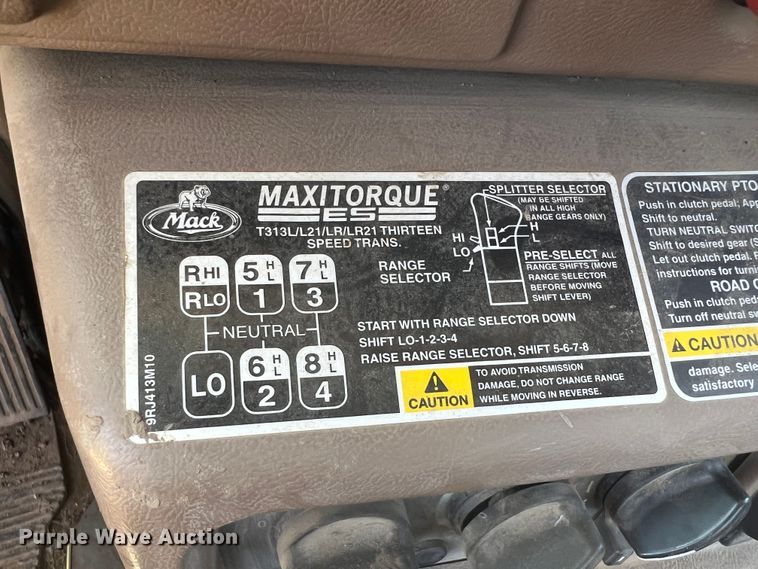 Mack
MAXITORQUE®
ES
T313L/L21/LR/LR21 THIRTEEN
SPEED TRANS.
R HI
R LO
5 H L
1
7 H L
3
NEUTRAL
LO
6 H L
2
8 H L
4
9RJ413M10
RANGE
SELECTOR
HI
LO
H
L
SPLITTER SELECTOR
(MAY BE SHIFTED
IN ALL HIGH
RANGE GEARS ONLY)
PRE-SELECT ALL
RANGE SHIFTS (MOVE
RANGE SELECTOR
BEFORE MOVING
SHIFT LEVER)
START WITH RANGE SELECTOR DOWN
SHIFT LO-1-2-3-4
RAISE RANGE SELECTOR, SHIFT 5-6-7-8
CAUTION
TO AVOID TRANSMISSION
DAMAGE, DO NOT CHANGE RANGE
WHILE MOVING IN REVERSE.
STATIONARY PTO
Push in clutch pedal; App
Shift to neutral.
TURN NEUTRAL SWITC
Shift to desired gear (S
Let out clutch pedal. F
instructions for turni
ROAD C
Push in clutch peda
Turn off neutral sw
CAUTION
damage. Sele
satisfactory
Purple Wave Auction